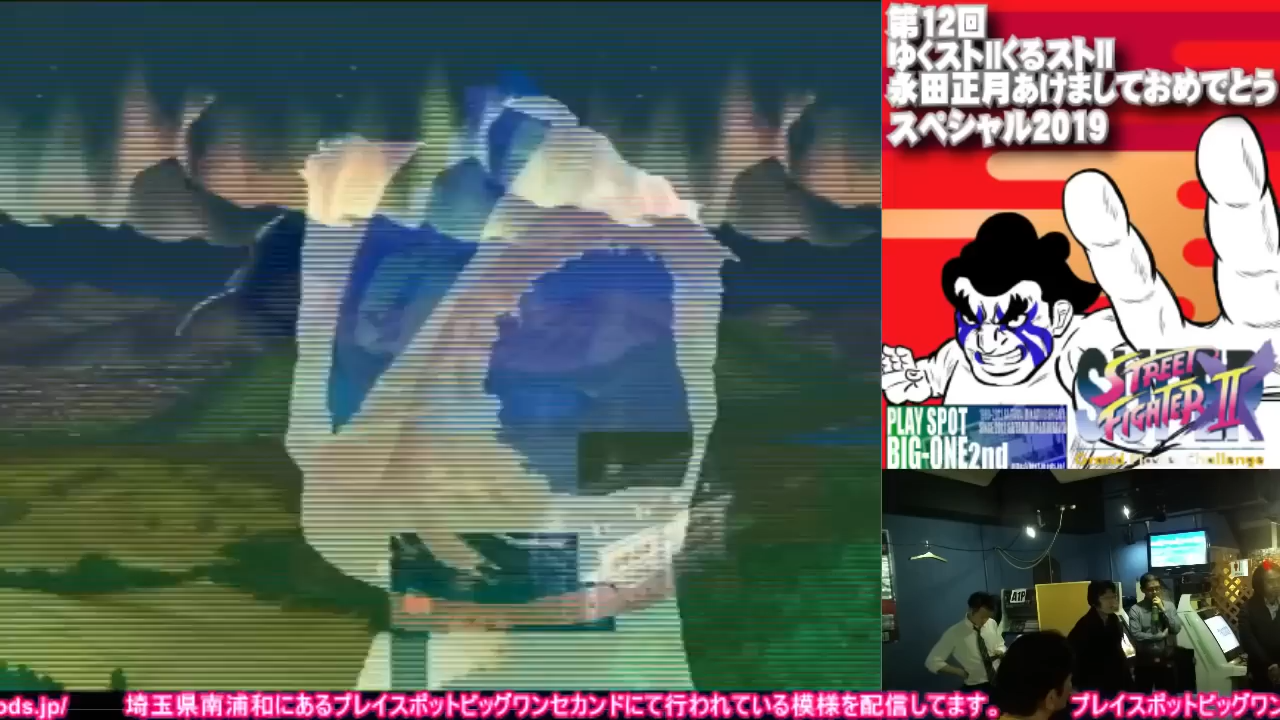 第12回
ゆくストIIくるストII
永田正月あけましておめでとう
スペシャル2019
SUPER
STREET
FIGHTER II X
PLAY SPOT
BIG-ONE2nd
Challenge
A1P
ods.jp/ 埼玉県南浦和にあるプレイスポットビッグワンセカンドにて行われている模様を配信してます。 プレイスポットビッグワン